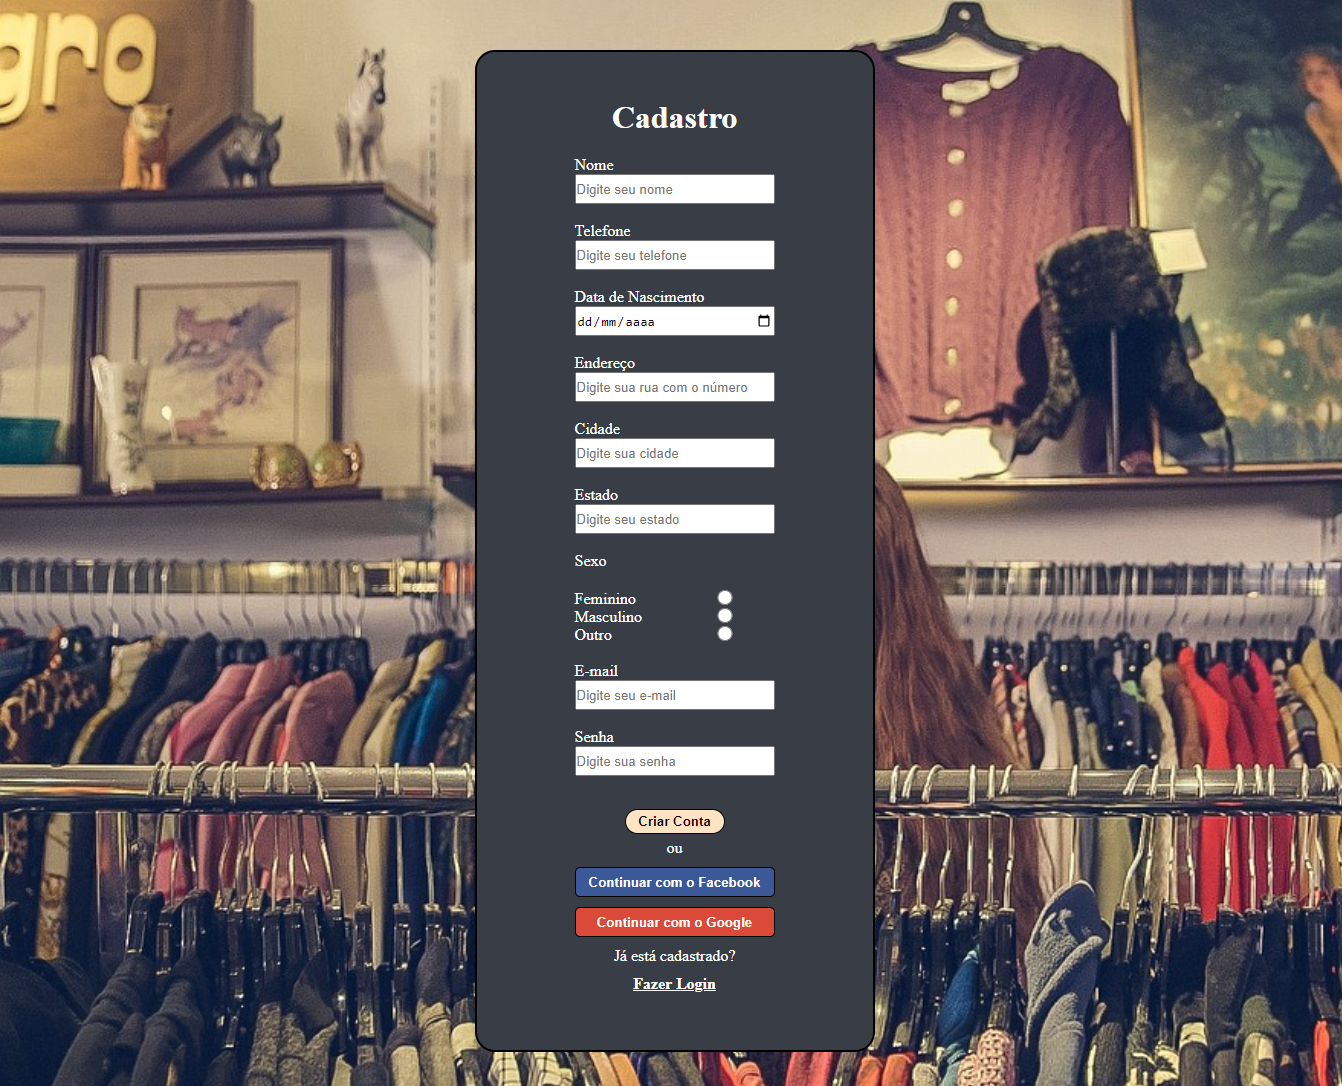 gro
Cadastro
Nome
Digite seu nome
Telefone
Digite seu telefone
Data de Nascimento
dd/mm/aaaa
Endereço
Digite sua rua com o número
Cidade
Digite sua cidade
Estado
Digite seu estado
Sexo
Feminino
Masculino
Outro
E-mail
Digite seu e-mail
Senha
Digite sua senha
Criar Conta
ou
Continuar com o Facebook
Continuar com o Google
Já está cadastrado?
Fazer Login